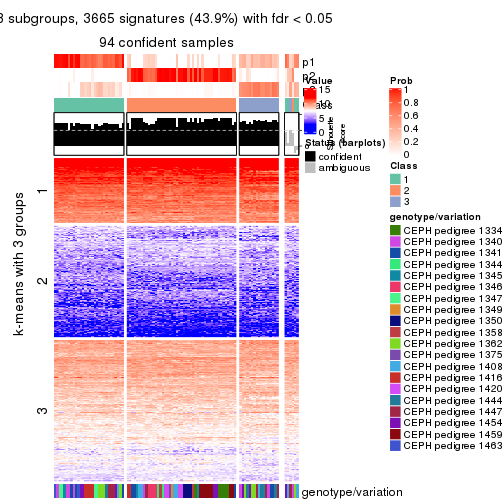 3 subgroups, 3665 signatures (43.9%) with fdr < 0.05
94 confident samples
p1
p2
Value
15
10
5
0
Silhouette
score
Status (barplots)
confident
ambiguous
Prob
1
0.8
0.6
0.4
0.2
0
Class
1
2
3
genotype/variation
CEPH pedigree 1334
CEPH pedigree 1340
CEPH pedigree 1341
CEPH pedigree 1344
CEPH pedigree 1345
CEPH pedigree 1346
CEPH pedigree 1347
CEPH pedigree 1349
CEPH pedigree 1350
CEPH pedigree 1358
CEPH pedigree 1362
CEPH pedigree 1375
CEPH pedigree 1408
CEPH pedigree 1416
CEPH pedigree 1420
CEPH pedigree 1444
CEPH pedigree 1447
CEPH pedigree 1454
CEPH pedigree 1459
CEPH pedigree 1463
k-means with 3 groups
1
2
3
genotype/variation